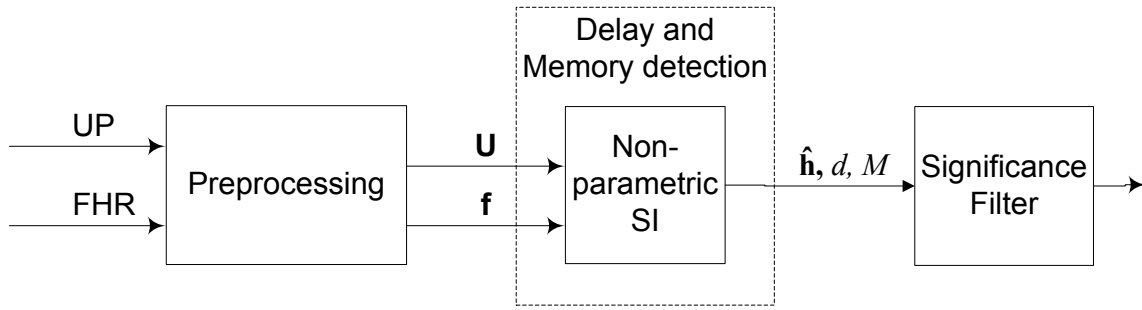 Delay and
Memory detection
UP
FHR
Preprocessing
U
f
Non-
parametric
SI
ĥ, d, M
Significance
Filter